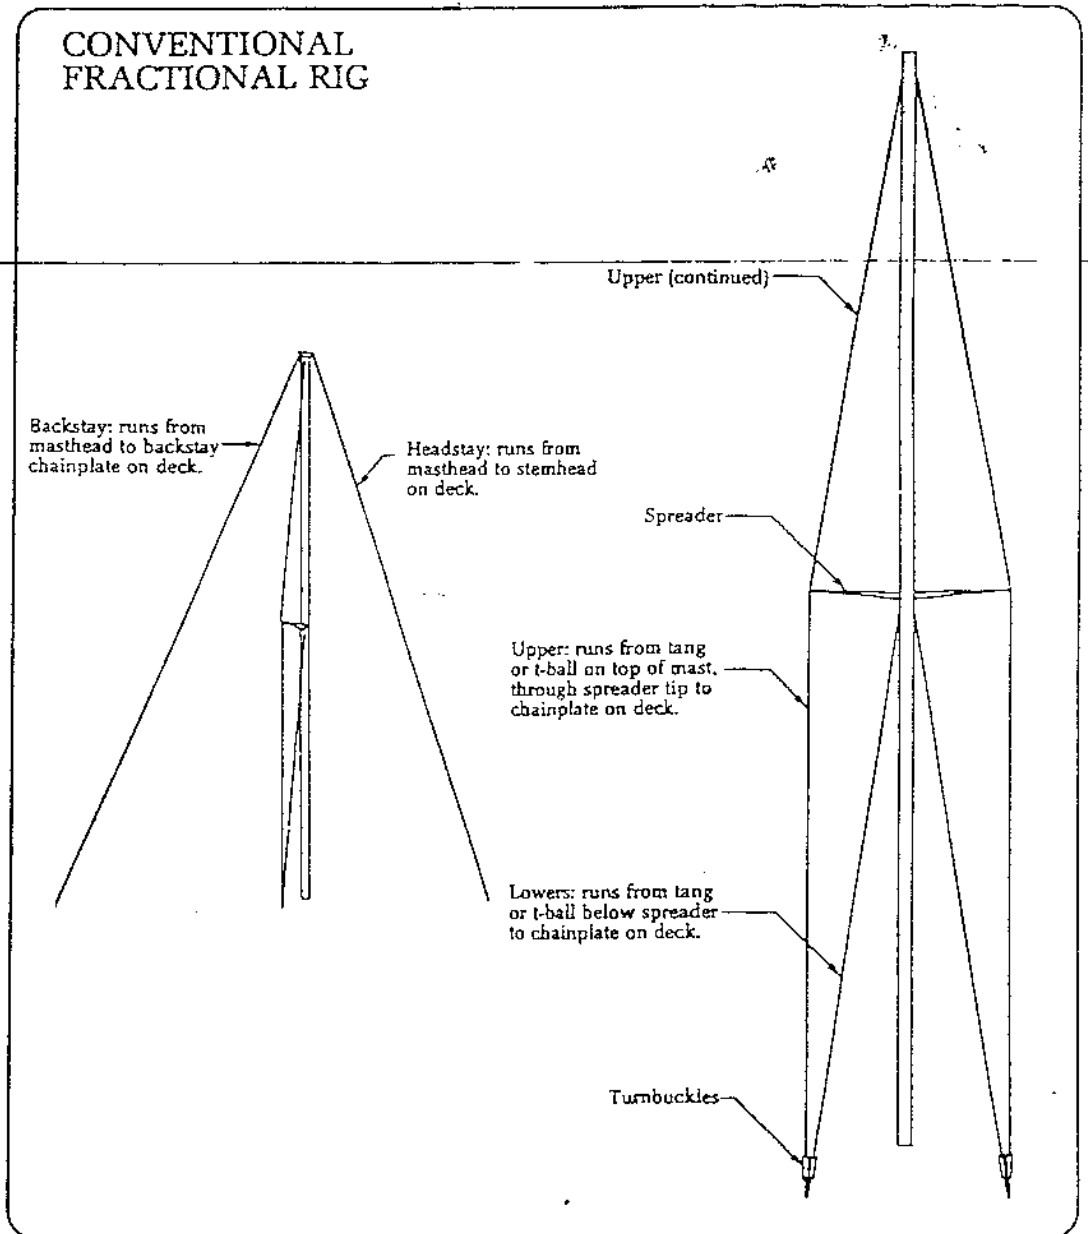 CONVENTIONAL
FRACTIONAL RIG
Upper (continued)
Backstay: runs from
masthead to backstay
chainplate on deck.
Headstay: runs from
masthead to stemhead
on deck.
Spreader
Upper: runs from tang
or t-ball on top of mast,
through spreader tip to
chainplate on deck.
Lowers: runs from tang
or t-ball below spreader
to chainplate on deck.
Turnbuckles